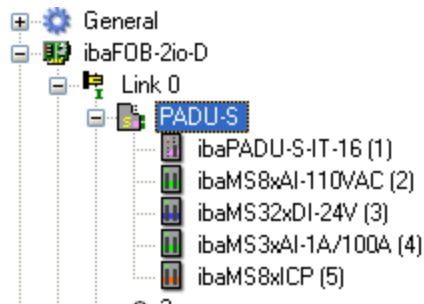 General
ibaFOB-2io-D
Link 0
PADU-S
ibaPADU-S-IT-16 (1)
ibaMS8xAI-110VAC (2)
ibaMS32xDI-24V (3)
ibaMS3xAI-1A/100A (4)
ibaMS8xICP (5)